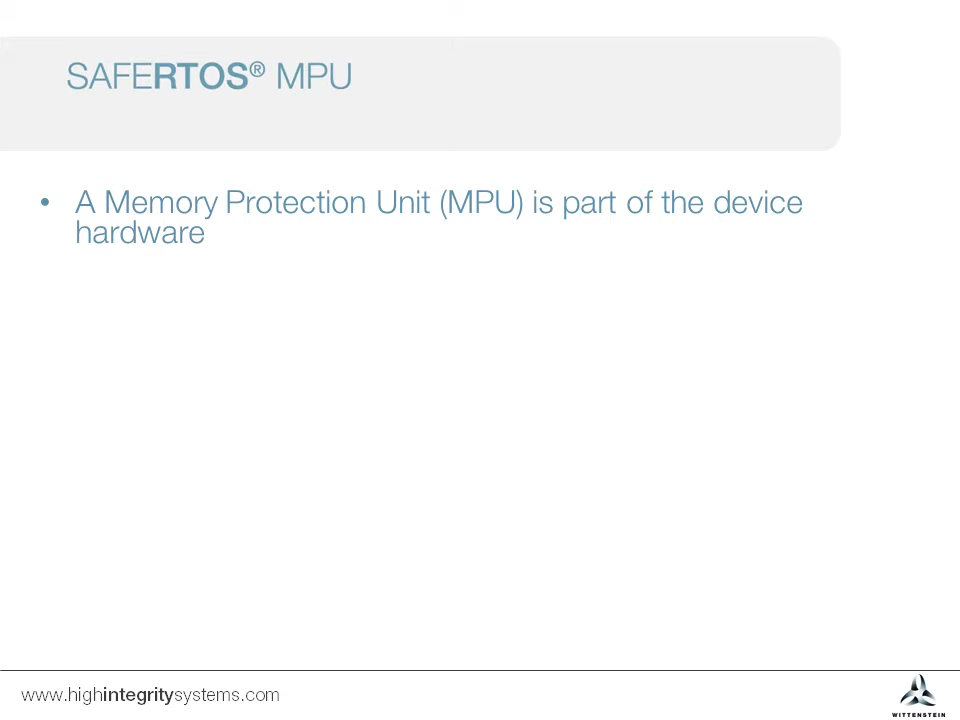 SAFERTOS® MPU
• A Memory Protection Unit (MPU) is part of the device
hardware
www.highintegritysystems.com
WITTENSTEIN